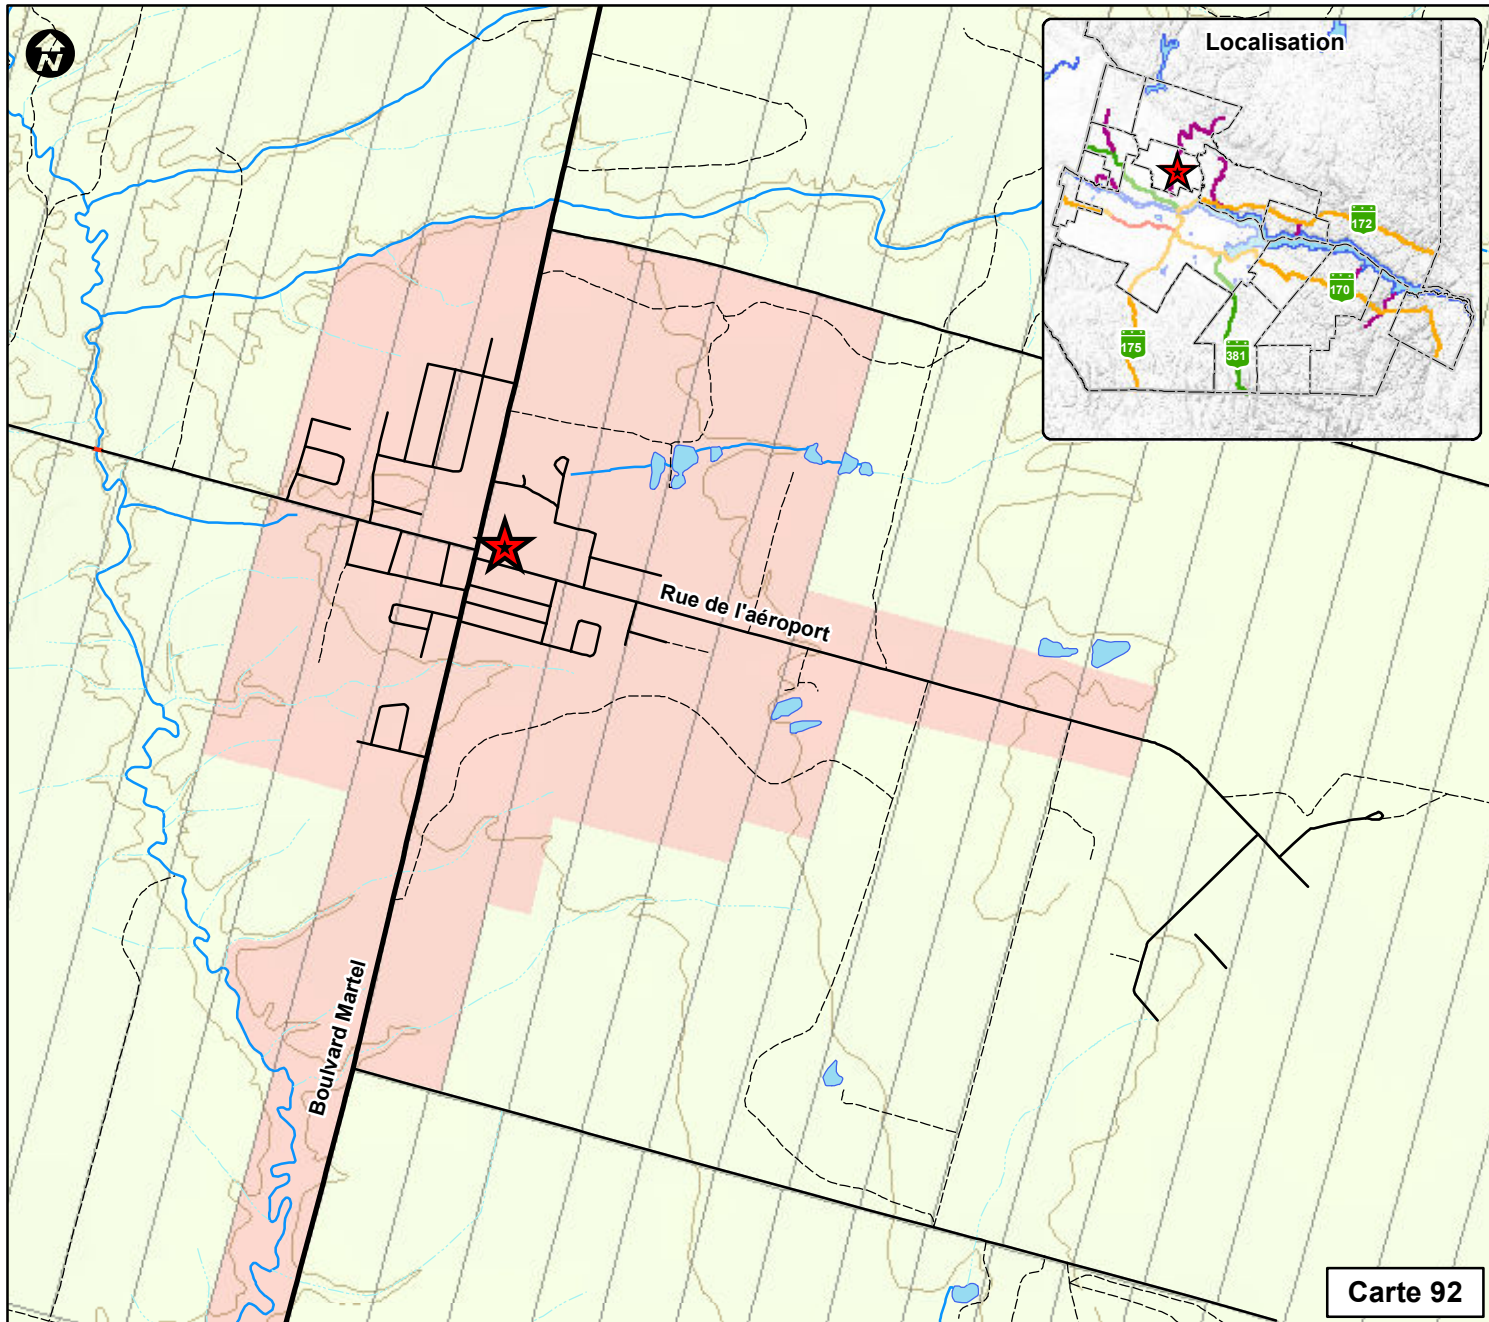 N
Localisation
172
170
175
381
Rue de l'aéroport
Boulvard Martel
Carte 92